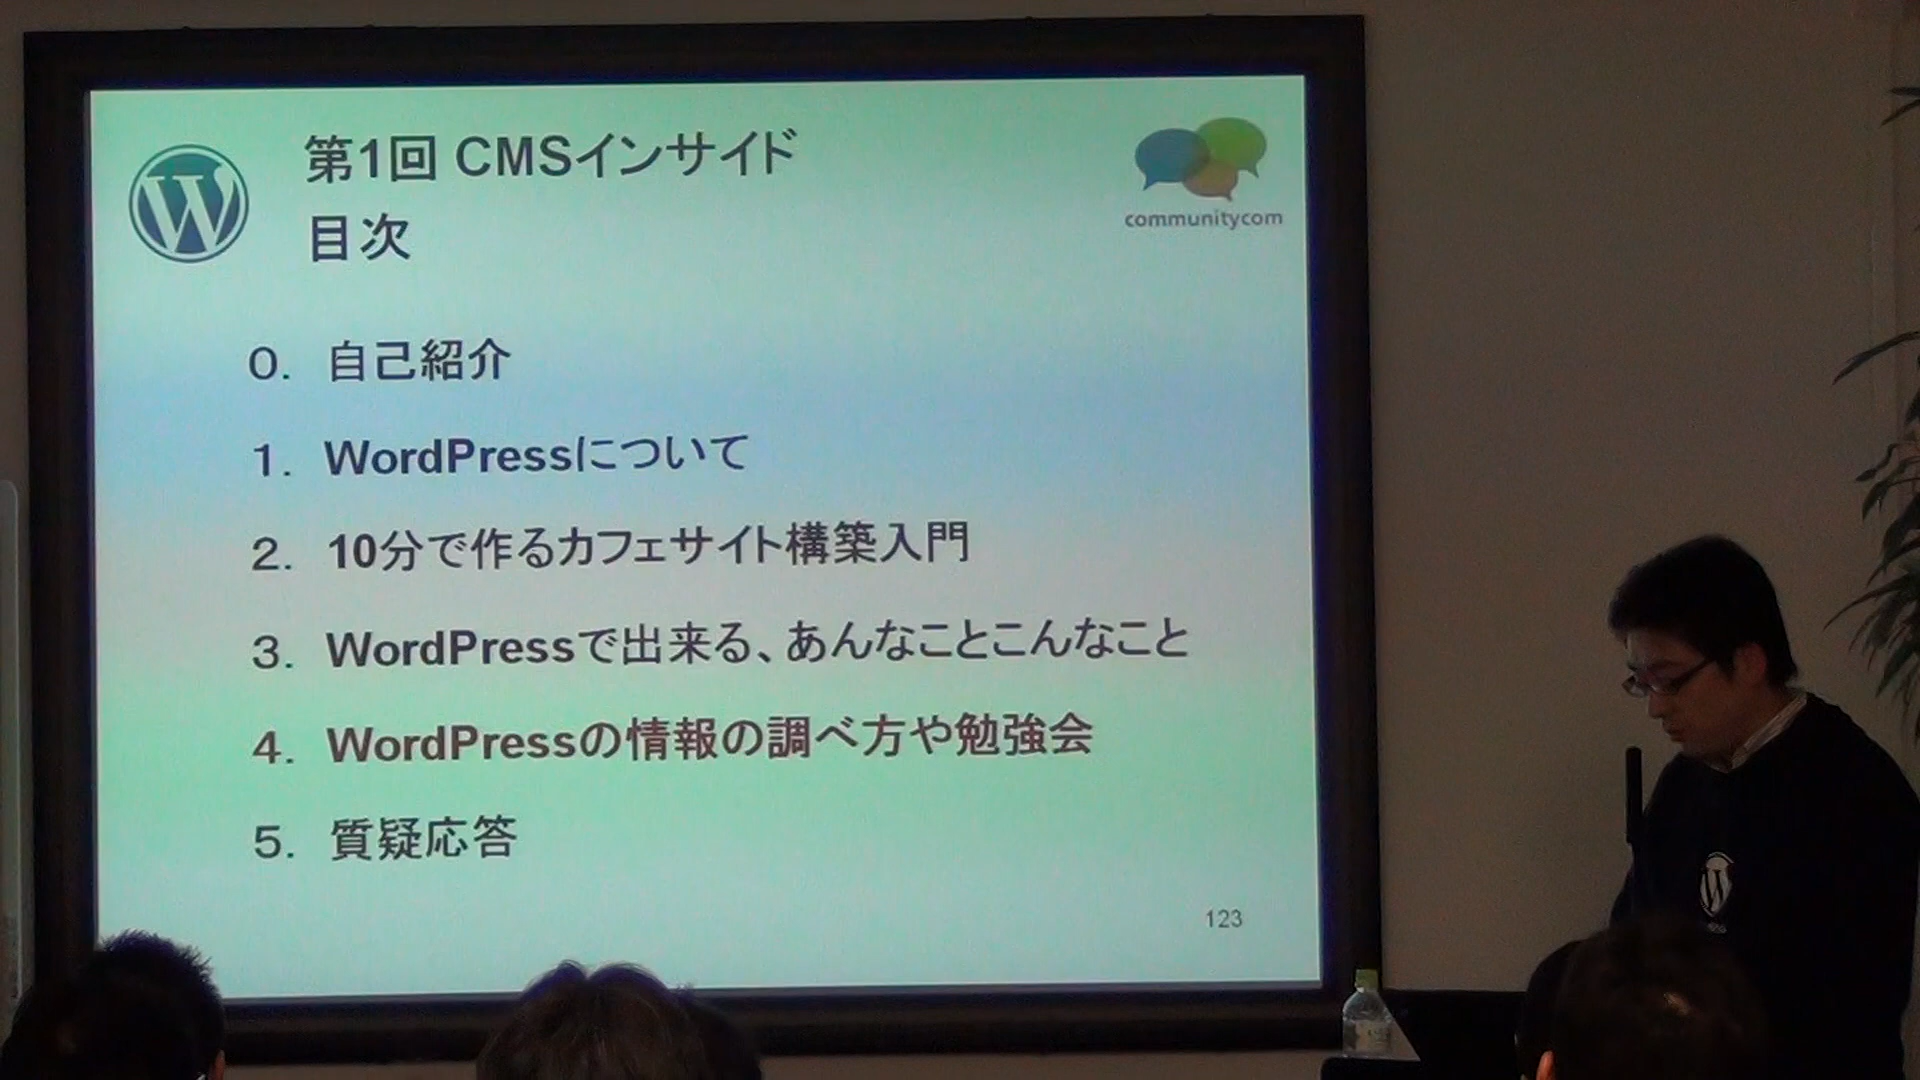 第1回 CMSインサイド
目次
communitycom
0. 自己紹介
1. WordPressについて
2. 10分で作るカフェサイト構築入門
3. WordPressで出来る、あんなことこんなこと
4. WordPressの情報の調べ方や勉強会
5. 質疑応答
123